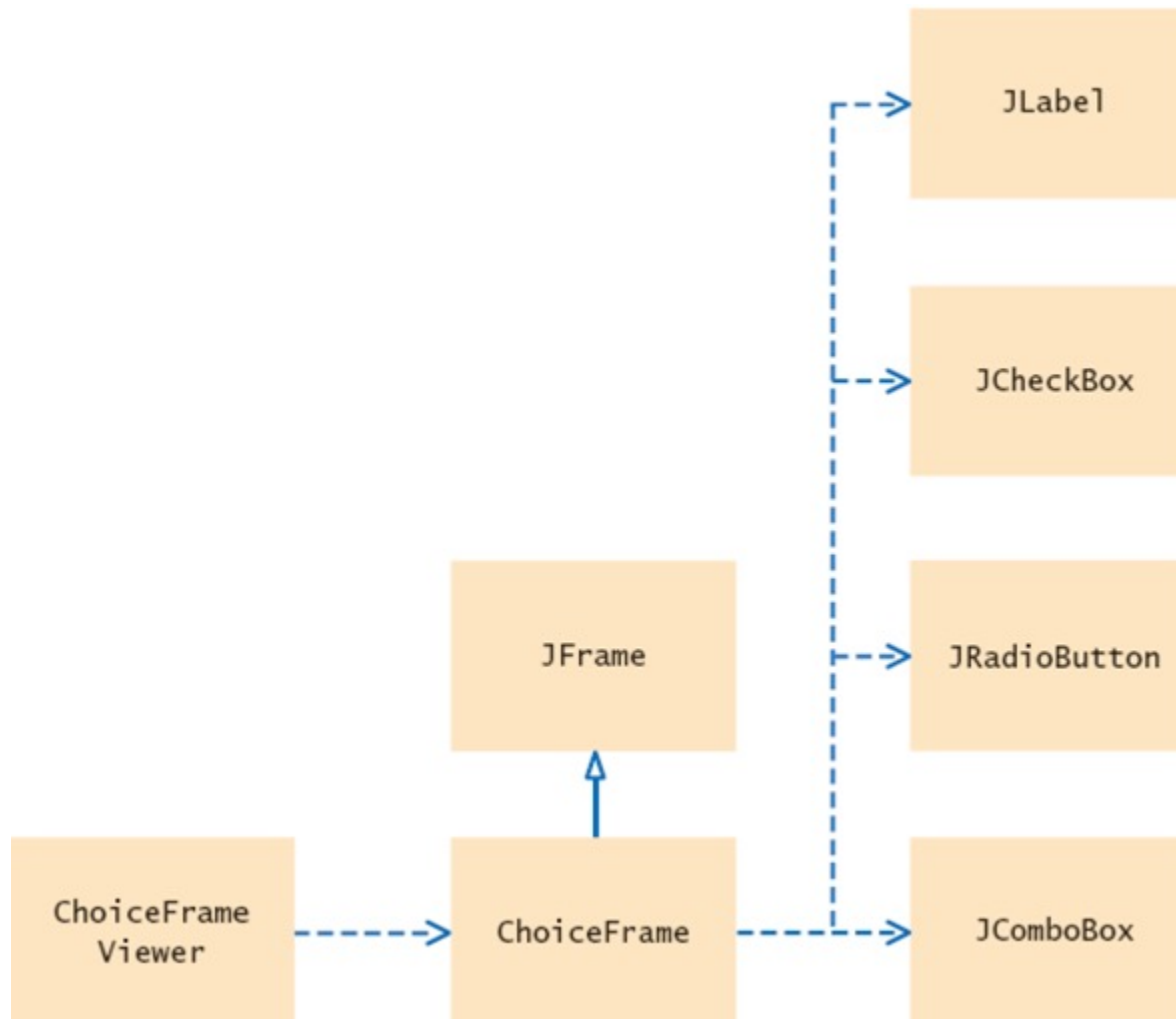 JLabel
JCheckBox
JFrame
JRadioButton
ChoiceFrame
Viewer
ChoiceFrame
JComboBox